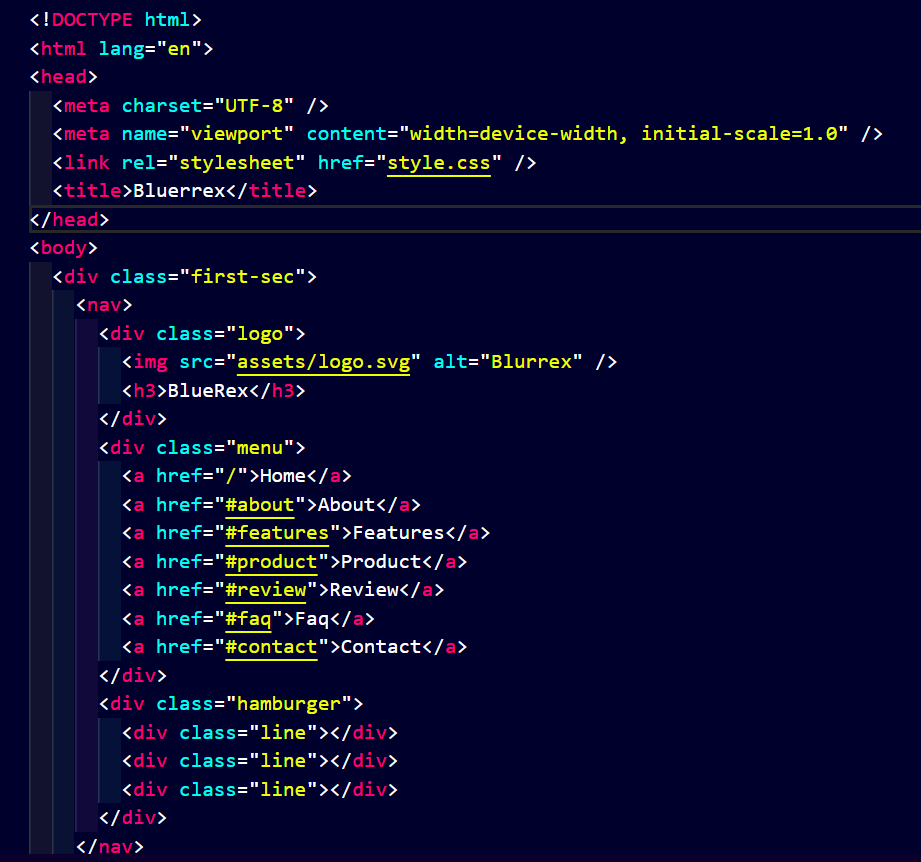 <!DOCTYPE html>
<html lang="en">
<head>
  <meta charset="UTF-8" />
  <meta name="viewport" content="width=device-width, initial-scale=1.0" />
  <link rel="stylesheet" href="style.css" />
  <title>Bluerrex</title>
</head>
<body>
  <div class="first-sec">
    <nav>
      <div class="logo">
        <img src="assets/logo.svg" alt="Blurrex" />
        <h3>BlueRex</h3>
      </div>
      <div class="menu">
        <a href="/">Home</a>
        <a href="#about">About</a>
        <a href="#features">Features</a>
        <a href="#product">Product</a>
        <a href="#review">Review</a>
        <a href="#faq">Faq</a>
        <a href="#contact">Contact</a>
      </div>
      <div class="hamburger">
        <div class="line"></div>
        <div class="line"></div>
        <div class="line"></div>
      </div>
    </nav>